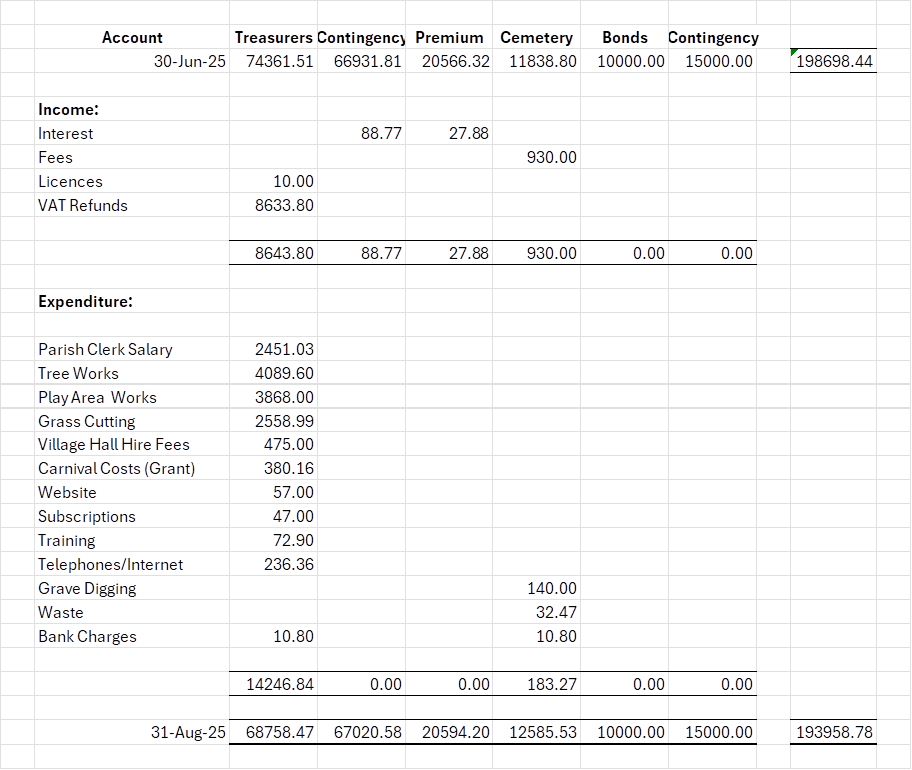 Account Treasurers Contingency Premium Cemetery Bonds Contingency
30-Jun-25 74361.51 66931.81 20566.32 11838.80 10000.00 15000.00 198698.44
Income:
Interest 88.77 27.88
Fees 930.00
Licences 10.00
VAT Refunds 8633.80
8643.80 88.77 27.88 930.00 0.00 0.00
Expenditure:
Parish Clerk Salary 2451.03
Tree Works 4089.60
Play Area Works 3868.00
Grass Cutting 2558.99
Village Hall Hire Fees 475.00
Carnival Costs (Grant) 380.16
Website 57.00
Subscriptions 47.00
Training 72.90
Telephones/Internet 236.36
Grave Digging 140.00
Waste 32.47
Bank Charges 10.80 10.80
14246.84 0.00 0.00 183.27 0.00 0.00
31-Aug-25 68758.47 67020.58 20594.20 12585.53 10000.00 15000.00 193958.78